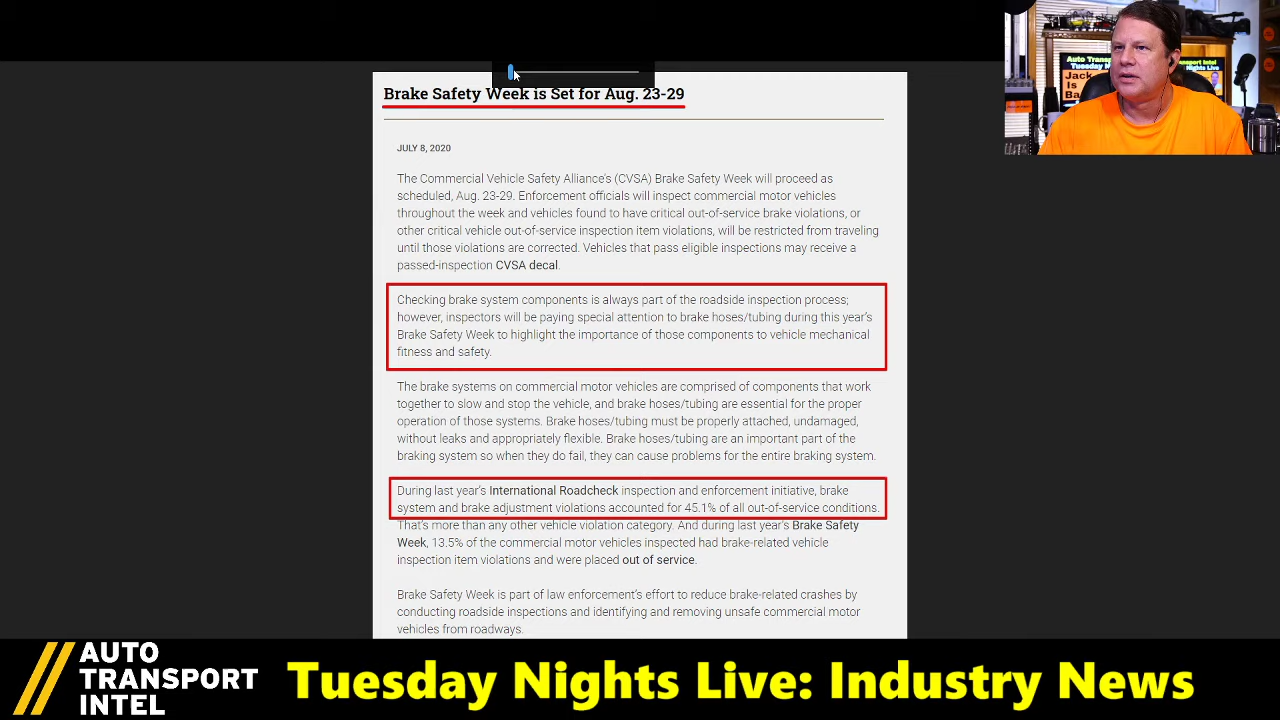 Brake Safety Week is Set for Aug. 23-29
JULY 8, 2020
The Commercial Vehicle Safety Alliance's (CVSA) Brake Safety Week will proceed as
scheduled, Aug. 23-29. Enforcement officials will inspect commercial motor vehicles
throughout the week and vehicles found to have critical out-of-service brake violations, or
other critical vehicle out-of-service inspection item violations, will be restricted from traveling
until those violations are corrected. Vehicles that pass eligible inspections may receive a
passed-inspection CVSA decal.
Checking brake system components is always part of the roadside inspection process;
however, inspectors will be paying special attention to brake hoses/tubing during this year's
Brake Safety Week to highlight the importance of those components to vehicle mechanical
fitness and safety.
The brake systems on commercial motor vehicles are comprised of components that work
together to slow and stop the vehicle, and brake hoses/tubing are essential for the proper
operation of those systems. Brake hoses/tubing must be properly attached, undamaged,
without leaks and appropriately flexible. Brake hoses/tubing are an important part of the
braking system so when they do fail, they can cause problems for the entire braking system.
During last year's International Roadcheck inspection and enforcement initiative, brake
system and brake adjustment violations accounted for 45.1% of all out-of-service conditions.
That's more than any other vehicle violation category. And during last year's Brake Safety
Week, 13.5% of the commercial motor vehicles inspected had brake-related vehicle
inspection item violations and were placed out of service.
Brake Safety Week is part of law enforcement's effort to reduce brake-related crashes by
conducting roadside inspections and identifying and removing unsafe commercial motor
vehicles from roadways.
Auto Trans
Tuesday N
Jack
Is
Ba
sport Intel
Nights Live
AUTO
TRANSPORT
INTEL
Tuesday Nights Live: Industry News